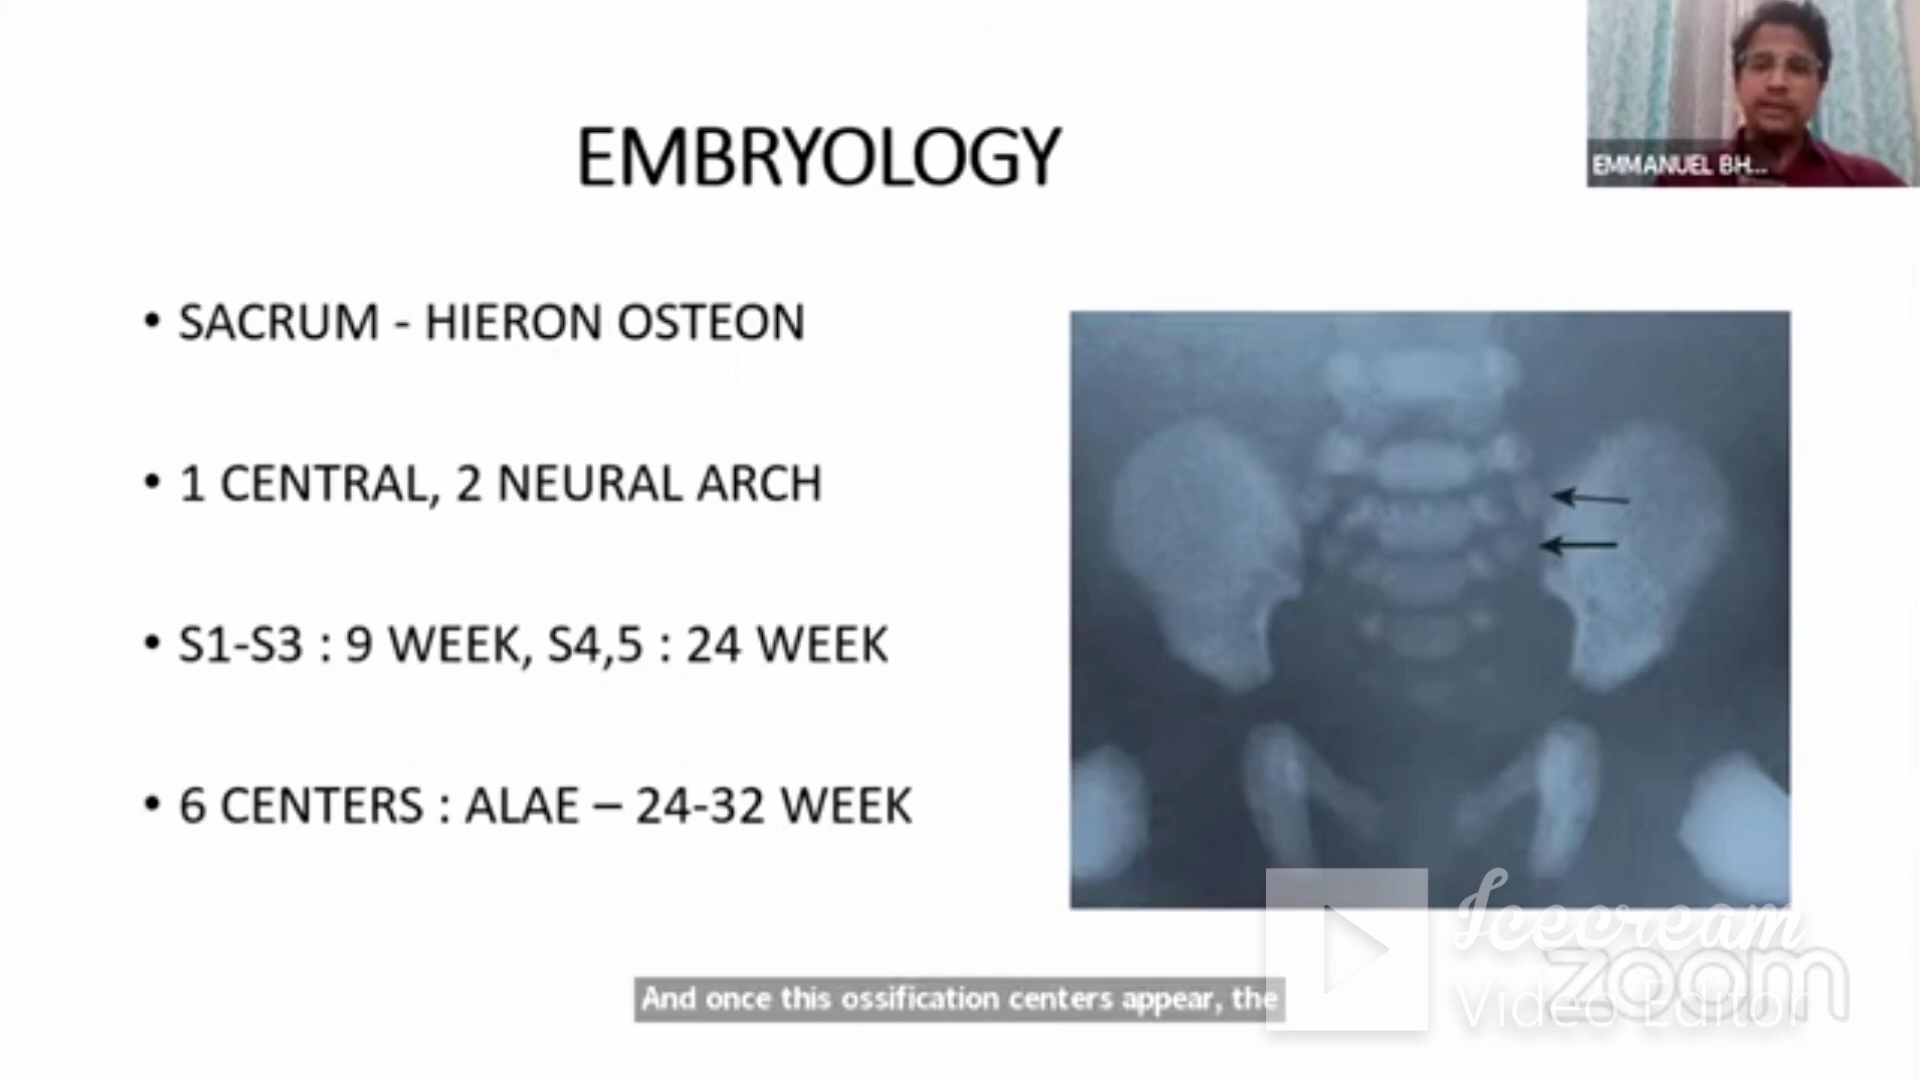 EMBRYOLOGY
EMMANUEL BH...
• SACRUM - HIERON OSTEON
• 1 CENTRAL, 2 NEURAL ARCH
• S1-S3 : 9 WEEK, S4,5 : 24 WEEK
• 6 CENTERS : ALAE – 24-32 WEEK
And once this ossification centers appear, the
Icecream
Video Editor
zoom